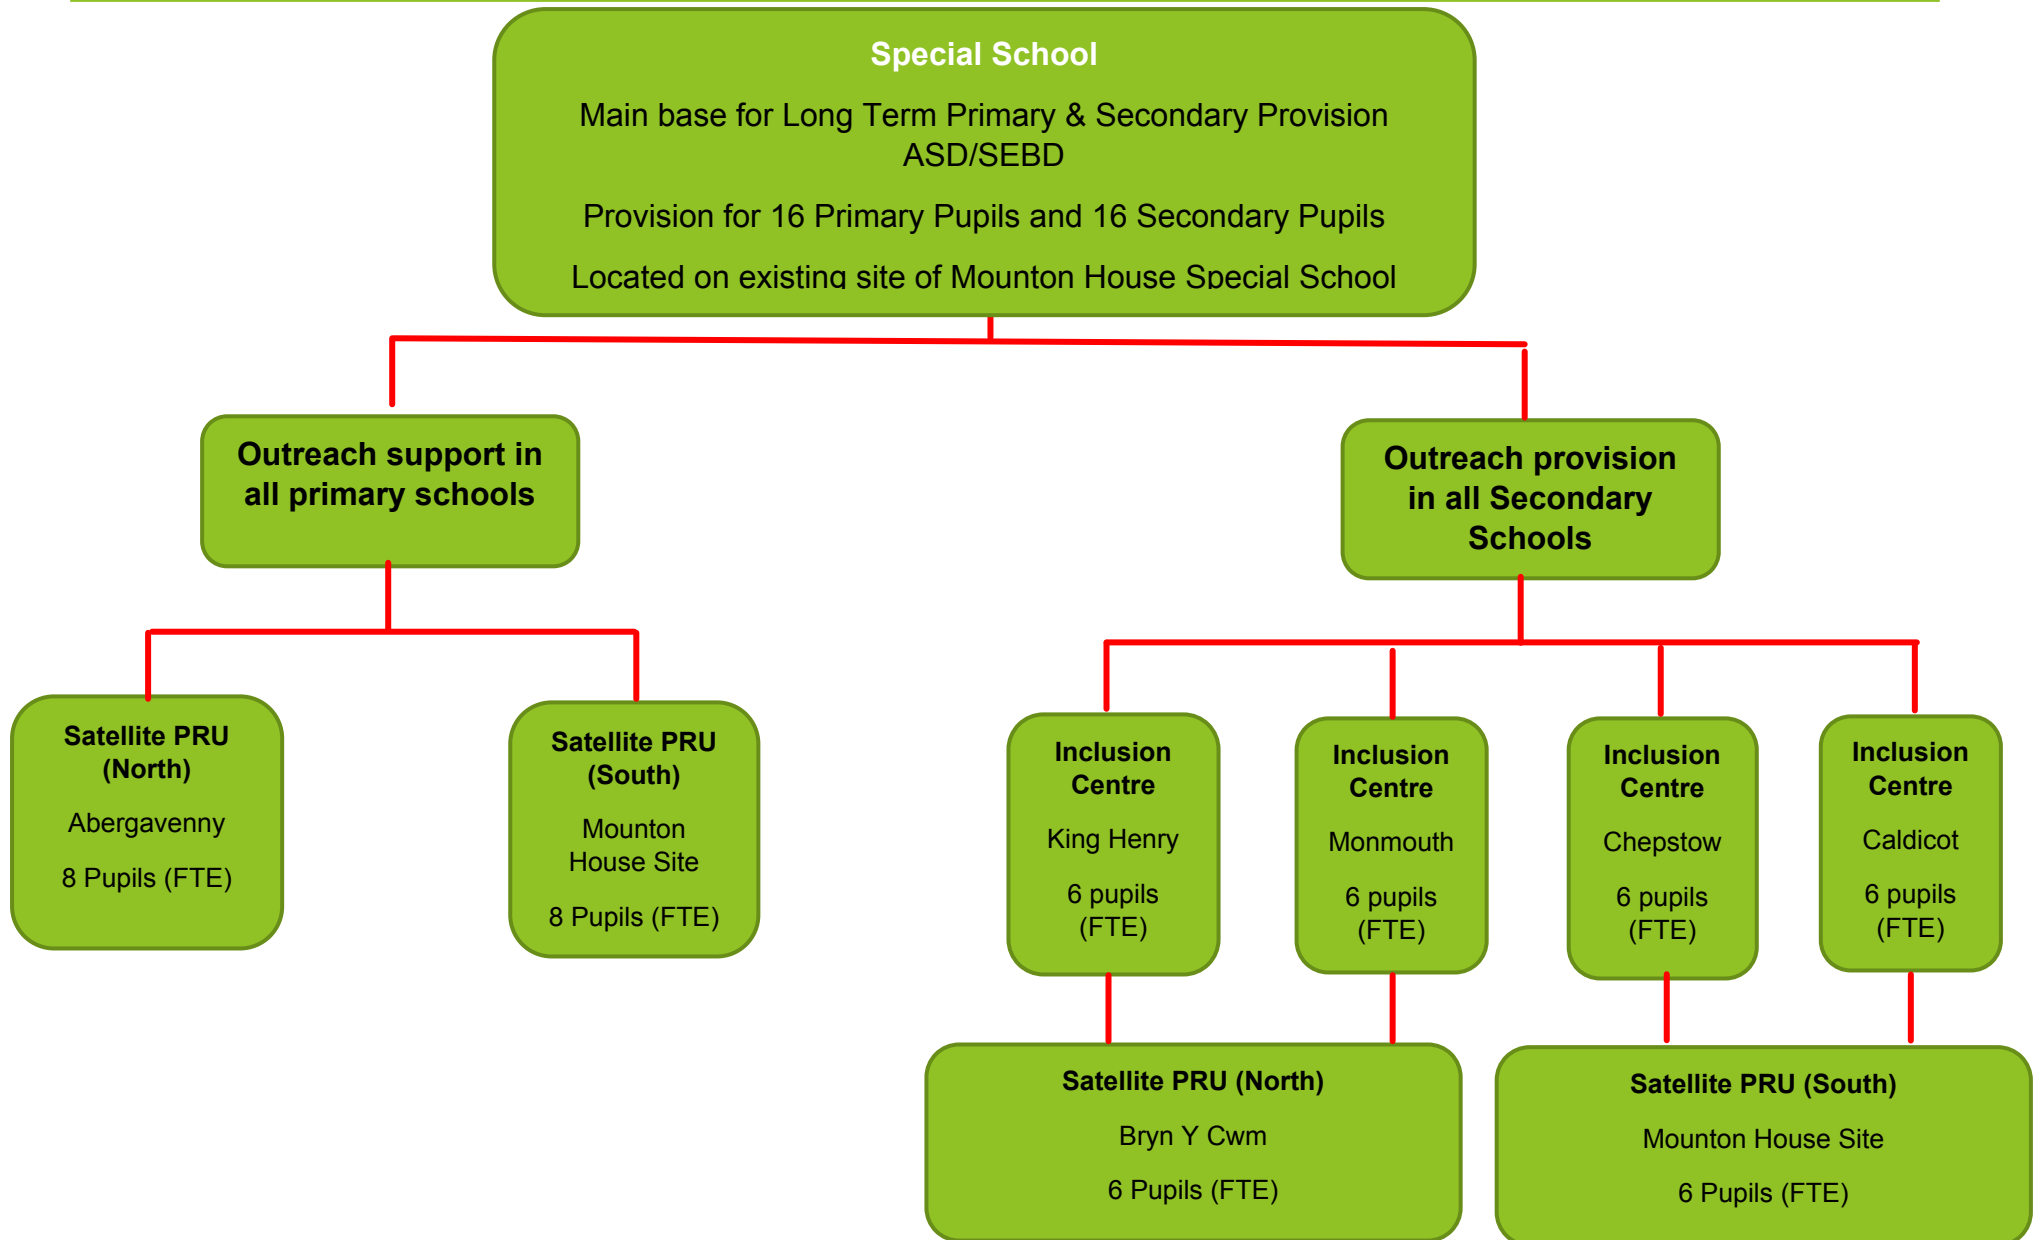 Special School
Main base for Long Term Primary & Secondary Provision
ASD/SEBD
Provision for 16 Primary Pupils and 16 Secondary Pupils
Located on existing site of Mounton House Special School
Outreach support in
all primary schools
Outreach provision
in all Secondary
Schools
Satellite PRU
(North)
Abergavenny
8 Pupils (FTE)
Satellite PRU
(South)
Mounton
House Site
8 Pupils (FTE)
Inclusion
Centre
King Henry
6 pupils
(FTE)
Inclusion
Centre
Monmouth
6 pupils
(FTE)
Inclusion
Centre
Chepstow
6 pupils
(FTE)
Inclusion
Centre
Caldicot
6 pupils
(FTE)
Satellite PRU (North)
Bryn Y Cwm
6 Pupils (FTE)
Satellite PRU (South)
Mounton House Site
6 Pupils (FTE)